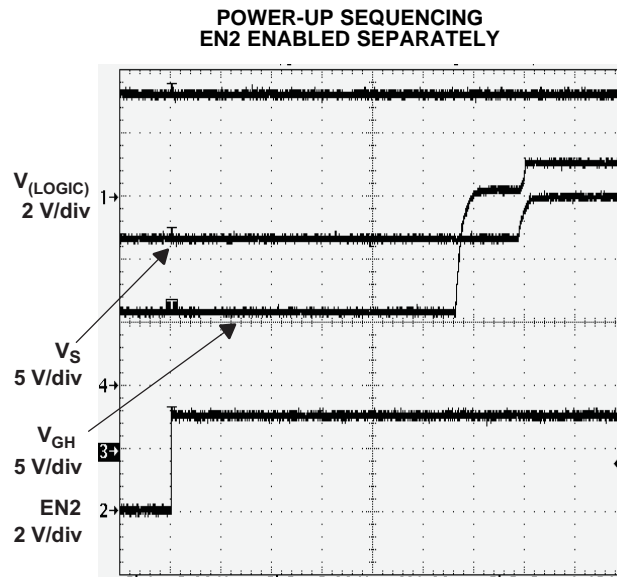 POWER-UP SEQUENCING
EN2 ENABLED SEPARATELY
V(LOGIC)
2 V/div
1
VS
5 V/div
4
VGH
5 V/div
3
EN2
2 V/div
2